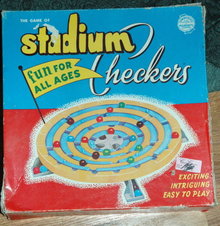 THE GAME OF
stadium
Checkers
fun FOR
ALL AGES
EXCITING
INTRIGUING
EASY TO PLAY